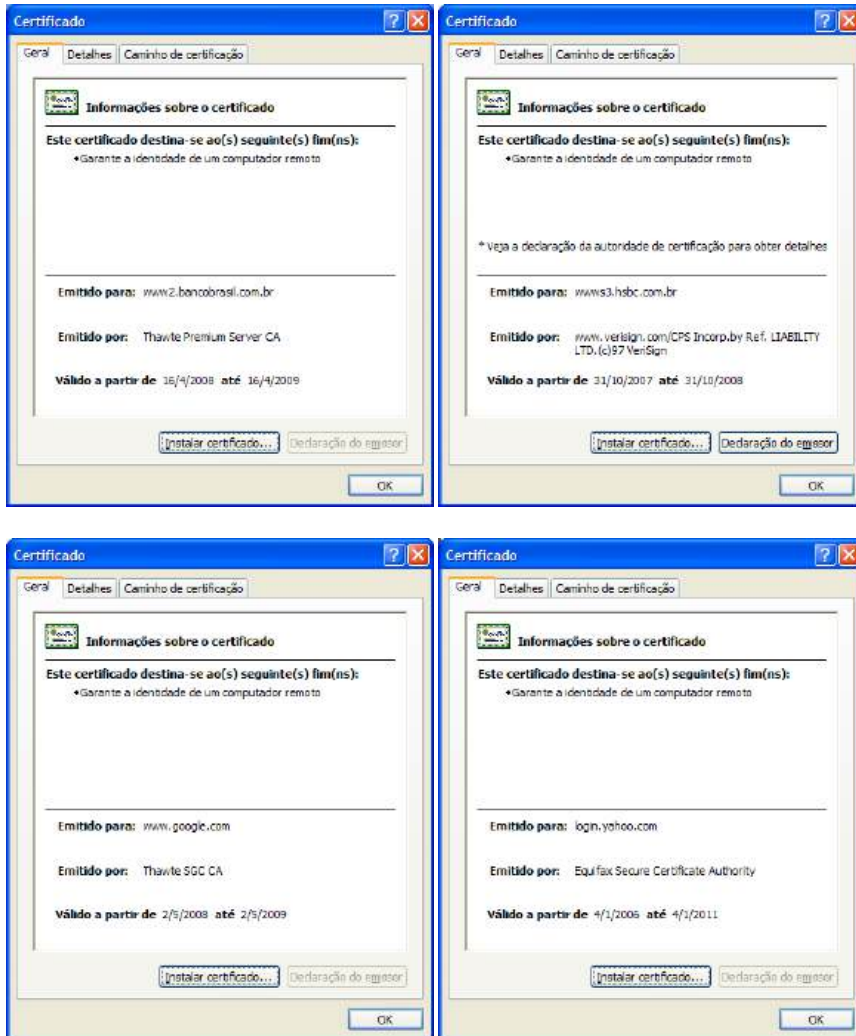 Certificado
Geral Detalhes Caminho de certificação
Informações sobre o certificado
Este certificado destina-se ao(s) seguinte(s) fim(ns):
•Garante a identidade de um computador remoto
Emitido para: www2.bancobrasil.com.br
Emitido por: Thawte Premium Server CA
Válido a partir de 16/4/2008 até 16/4/2009
Instalar certificado... Declaração do emissor
OK
Certificado
Geral Detalhes Caminho de certificação
Informações sobre o certificado
Este certificado destina-se ao(s) seguinte(s) fim(ns):
•Garante a identidade de um computador remoto
* Veja a declaração da autoridade de certificação para obter detalhes
Emitido para: wwws3.hsbc.com.br
Emitido por: www.verisign.com/CPS Incorp.by Ref. LIABILITY
LTD.(c)97 VeriSign
Válido a partir de 31/10/2007 até 31/10/2008
Instalar certificado... Declaração do emissor
OK
Certificado
Geral Detalhes Caminho de certificação
Informações sobre o certificado
Este certificado destina-se ao(s) seguinte(s) fim(ns):
•Garante a identidade de um computador remoto
Emitido para: www.google.com
Emitido por: Thawte SGC CA
Válido a partir de 2/5/2008 até 2/5/2009
Instalar certificado... Declaração do emissor
OK
Certificado
Geral Detalhes Caminho de certificação
Informações sobre o certificado
Este certificado destina-se ao(s) seguinte(s) fim(ns):
•Garante a identidade de um computador remoto
Emitido para: login.yahoo.com
Emitido por: Equifax Secure Certificate Authority
Válido a partir de 4/1/2006 até 4/1/2011
Instalar certificado... Declaração do emissor
OK